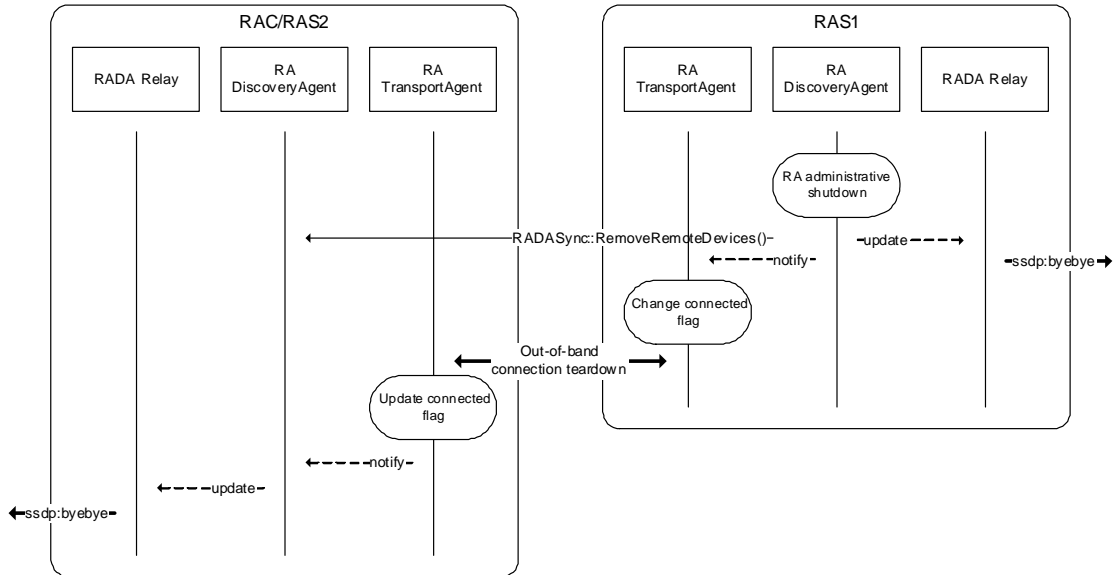 RAC/RAS2
RAS1
RADA Relay
RA
DiscoveryAgent
RA
TransportAgent
RA
TransportAgent
RA
DiscoveryAgent
RADA Relay
RA administrative
shutdown
RADASync::RemoveRemoteDevices()
update
notify
ssdp:byebye
Change connected
flag
Out-of-band
connection teardown
Update connected
flag
notify
update
ssdp:byebye